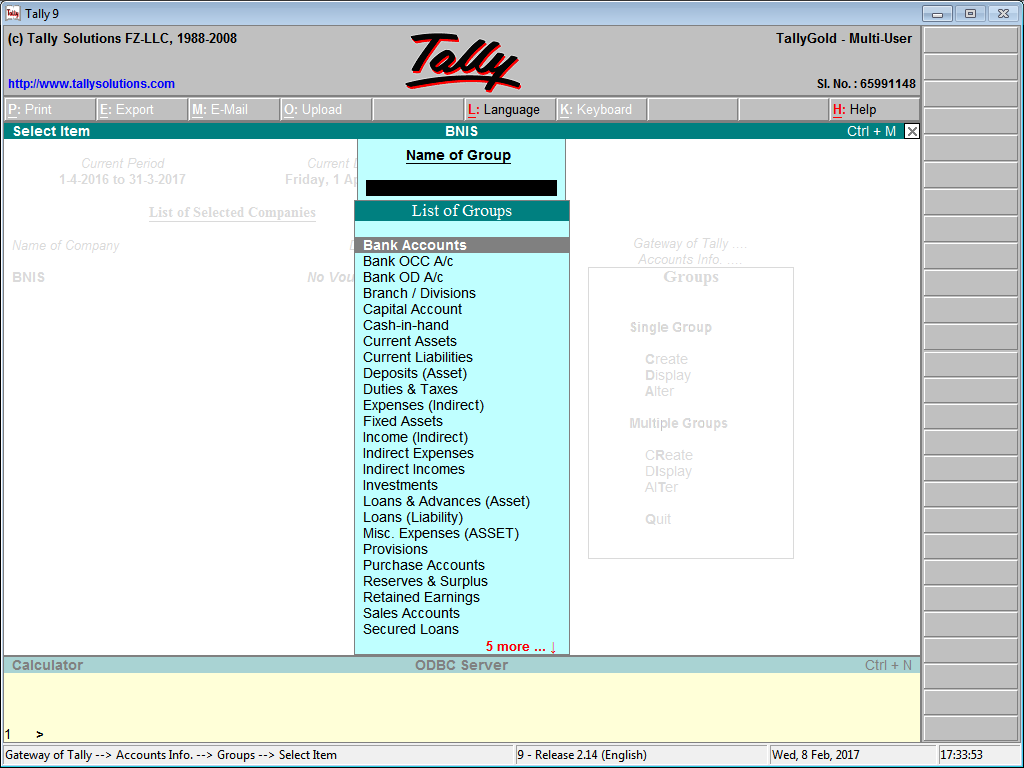 Tally 9
(c) Tally Solutions FZ-LLC, 1988-2008
Tally
TallyGold - Multi-User
http://www.tallysolutions.com
Sl. No. : 65991148
P: Print E: Export M: E-Mail O: Upload L: Language K: Keyboard H: Help
Select Item BNIS Ctrl + M
Current Period
1-4-2016 to 31-3-2017
Current
Friday, 1 Ap
List of Selected Companies
Name of Company
BNIS
No Vou
Name of Group
List of Groups
Bank Accounts
Bank OCC A/c
Bank OD A/c
Branch / Divisions
Capital Account
Cash-in-hand
Current Assets
Current Liabilities
Deposits (Asset)
Duties & Taxes
Expenses (Indirect)
Fixed Assets
Income (Indirect)
Indirect Expenses
Indirect Incomes
Investments
Loans & Advances (Asset)
Loans (Liability)
Misc. Expenses (ASSET)
Provisions
Purchase Accounts
Reserves & Surplus
Retained Earnings
Sales Accounts
Secured Loans
5 more ... ↓
Gateway of Tally ....
Accounts Info. ....
Groups
Single Group
Create
Display
Alter
Multiple Groups
CReate
DIsplay
AlTer
Quit
Calculator ODBC Server Ctrl + N
1 >
Gateway of Tally --> Accounts Info. --> Groups --> Select Item
9 - Release 2.14 (English)
Wed, 8 Feb, 2017
17:33:53